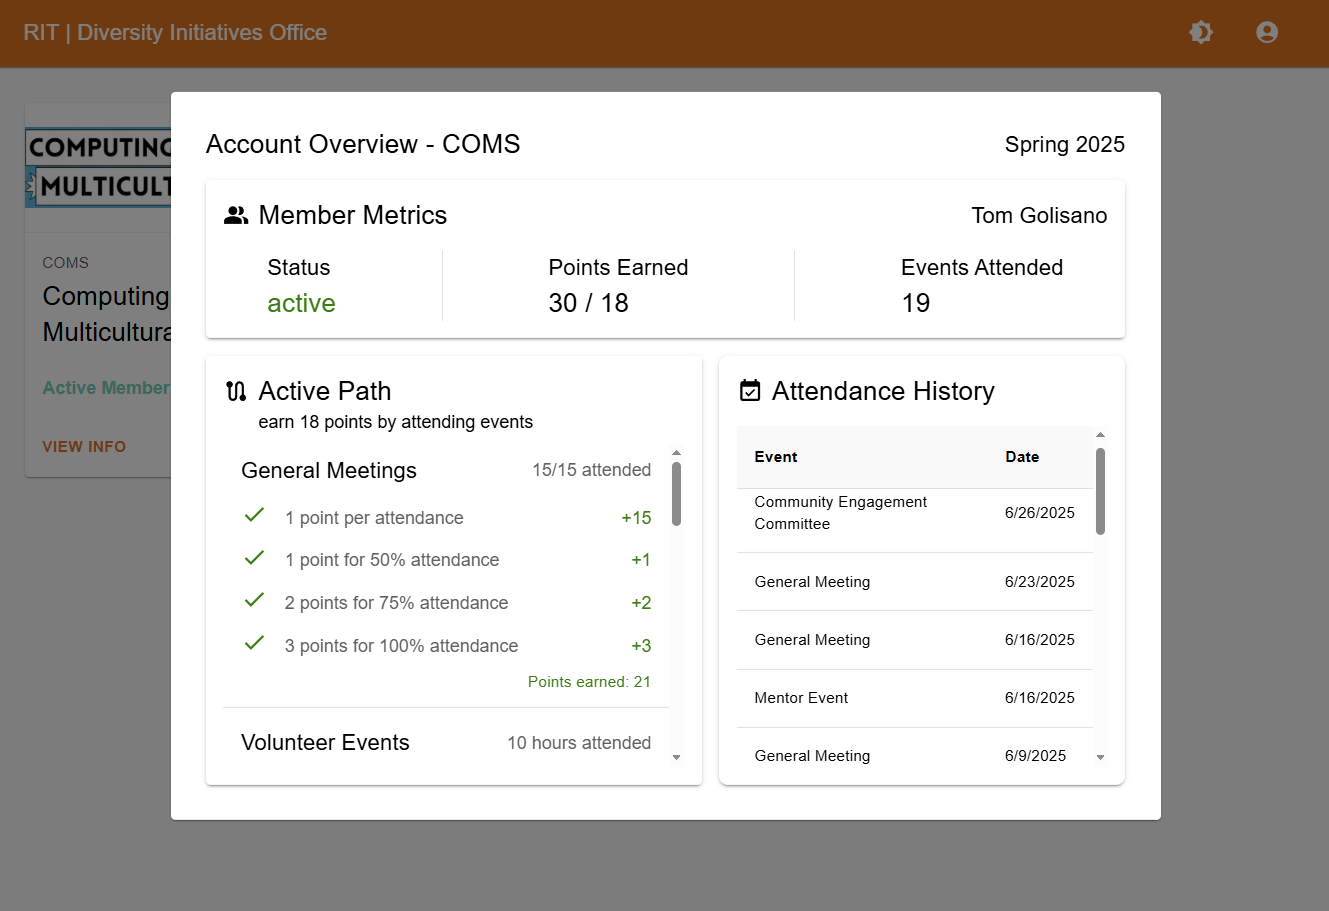 RIT | Diversity Initiatives Office
COMPUTING
MULTICULT
COMS
Computing
Multicultura
Active Member
VIEW INFO
Account Overview - COMS
Spring 2025
Member Metrics
Tom Golisano
Status
active
Points Earned
30 / 18
Events Attended
19
Active Path
earn 18 points by attending events
General Meetings
15/15 attended
1 point per attendance
+15
1 point for 50% attendance
+1
2 points for 75% attendance
+2
3 points for 100% attendance
+3
Points earned: 21
Volunteer Events
10 hours attended
Attendance History
Event
Date
Community Engagement
Committee
6/26/2025
General Meeting
6/23/2025
General Meeting
6/16/2025
Mentor Event
6/16/2025
General Meeting
6/9/2025